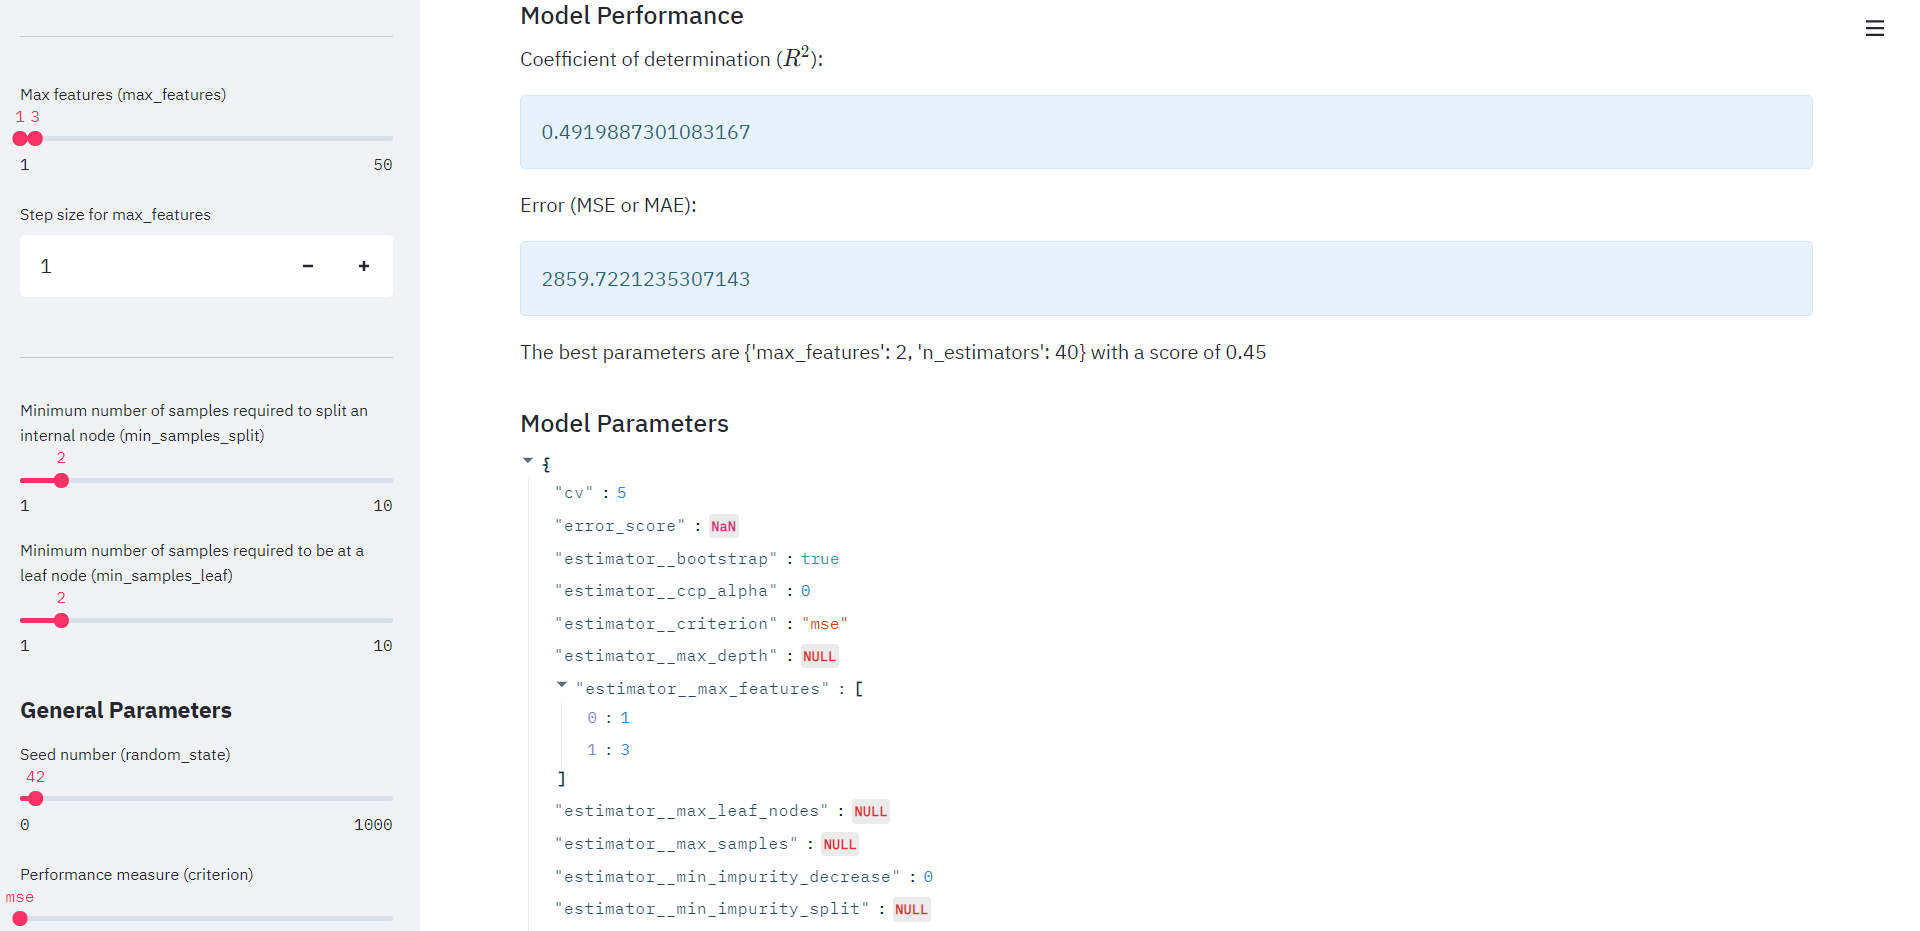 Max features (max_features)
1 3
1 50
Step size for max_features
1 - +
Minimum number of samples required to split an
internal node (min_samples_split)
2
1 10
Minimum number of samples required to be at a
leaf node (min_samples_leaf)
2
1 10
General Parameters
Seed number (random_state)
42
0 1000
Performance measure (criterion)
mse
Model Performance
Coefficient of determination (R²):
0.4919887301083167
Error (MSE or MAE):
2859.7221235307143
The best parameters are {'max_features': 2, 'n_estimators': 40} with a score of 0.45
Model Parameters
{
"cv" : 5
"error_score" : NaN
"estimator__bootstrap" : true
"estimator__ccp_alpha" : 0
"estimator__criterion" : "mse"
"estimator__max_depth" : NULL
"estimator__max_features" : [
0 : 1
1 : 3
]
"estimator__max_leaf_nodes" : NULL
"estimator__max_samples" : NULL
"estimator__min_impurity_decrease" : 0
"estimator__min_impurity_split" : NULL